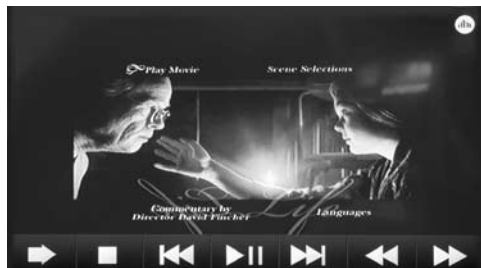 Play Movie
Scene Selections
Commentary by
Director David Fincher
Languages